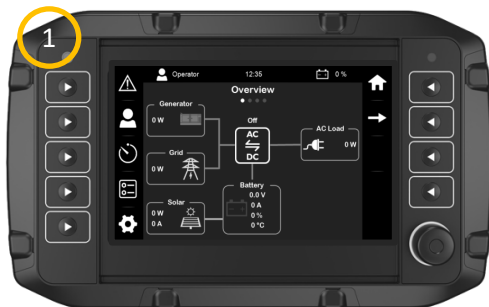 1
Operator 12:35 0 %
Overview
Generator
0 W
Off
AC
DC
AC Load
0 W
Grid
0 W
Solar
0 W
0 A
Battery
0.0 V
0 A
0 %
0 °C